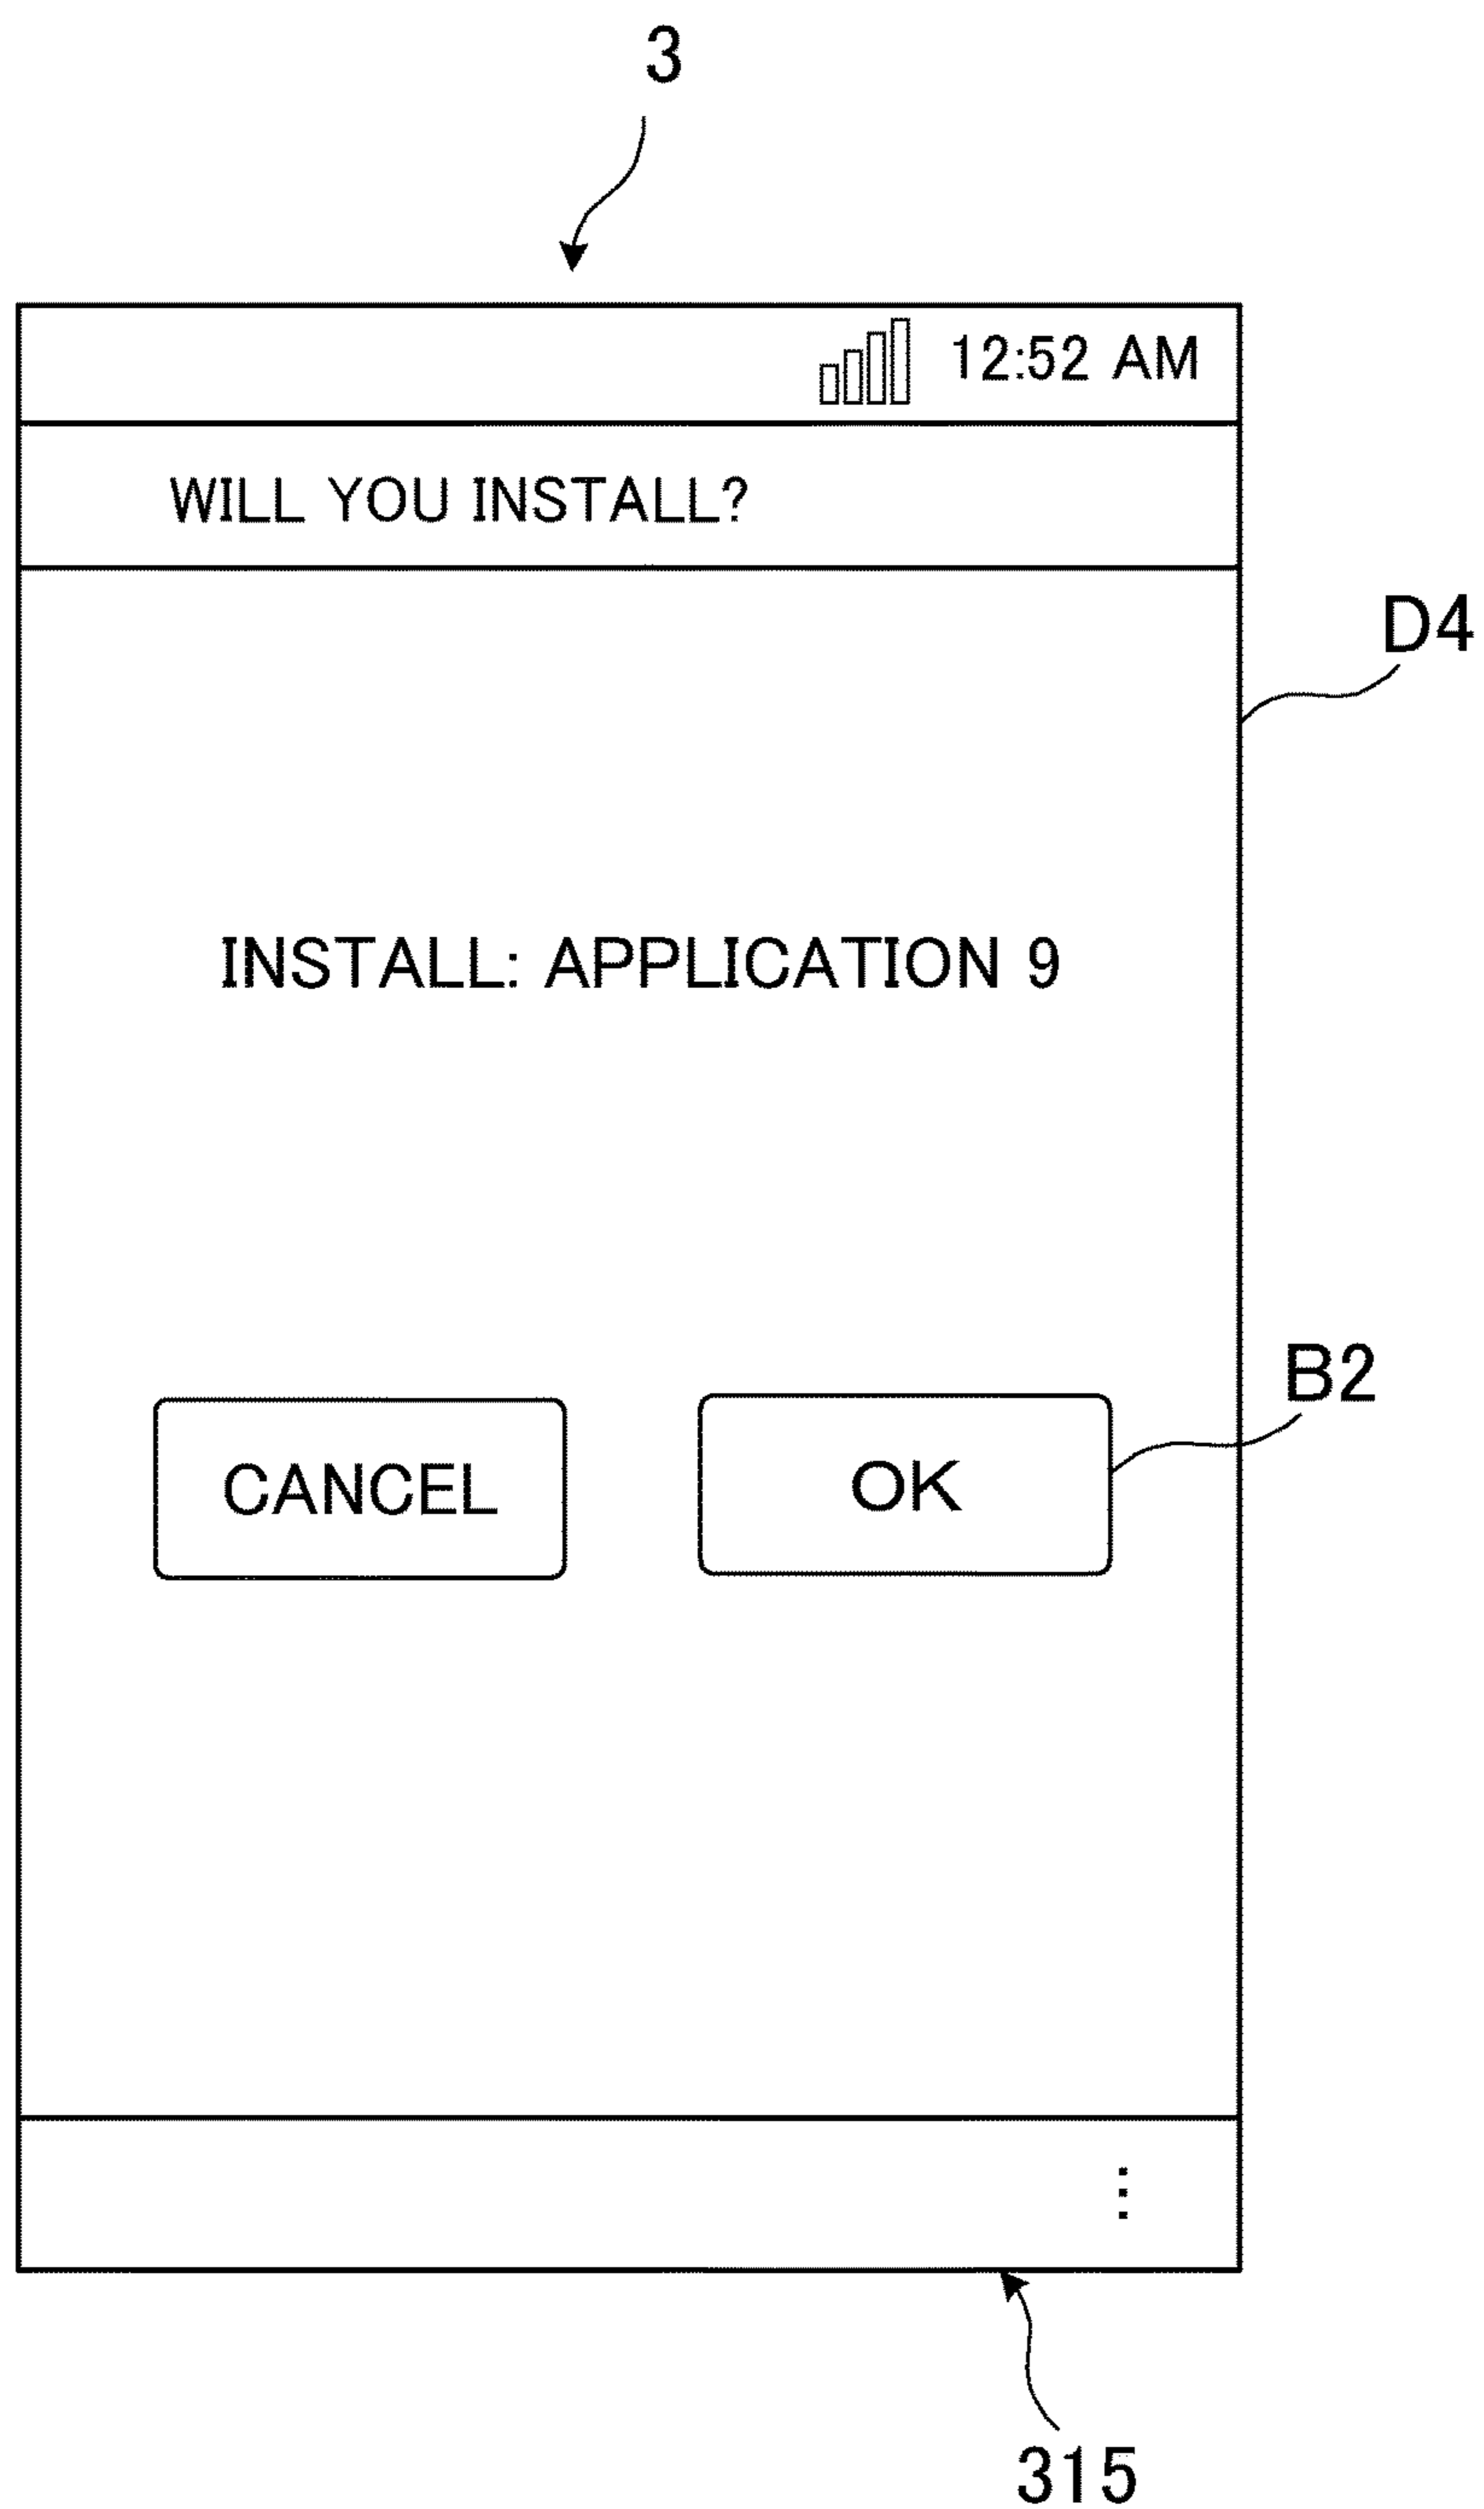 3
12:52 AM
WILL YOU INSTALL?
D4
INSTALL: APPLICATION 9
B2
CANCEL
OK
315